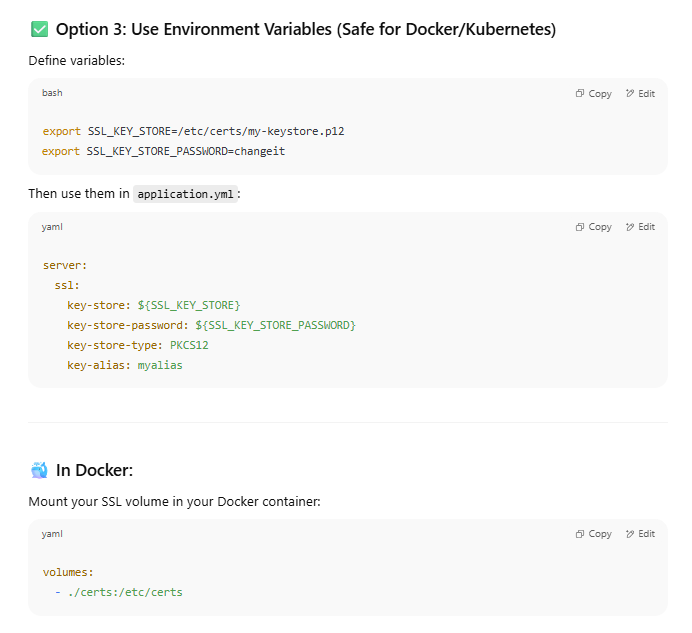 ✅ Option 3: Use Environment Variables (Safe for Docker/Kubernetes)
Define variables:
bash
Copy Edit
export SSL_KEY_STORE=/etc/certs/my-keystore.p12
export SSL_KEY_STORE_PASSWORD=changeit
Then use them in application.yml:
yaml
Copy Edit
server:
  ssl:
    key-store: ${SSL_KEY_STORE}
    key-store-password: ${SSL_KEY_STORE_PASSWORD}
    key-store-type: PKCS12
    key-alias: myalias
In Docker:
Mount your SSL volume in your Docker container:
yaml
Copy Edit
volumes:
  - ./certs:/etc/certs